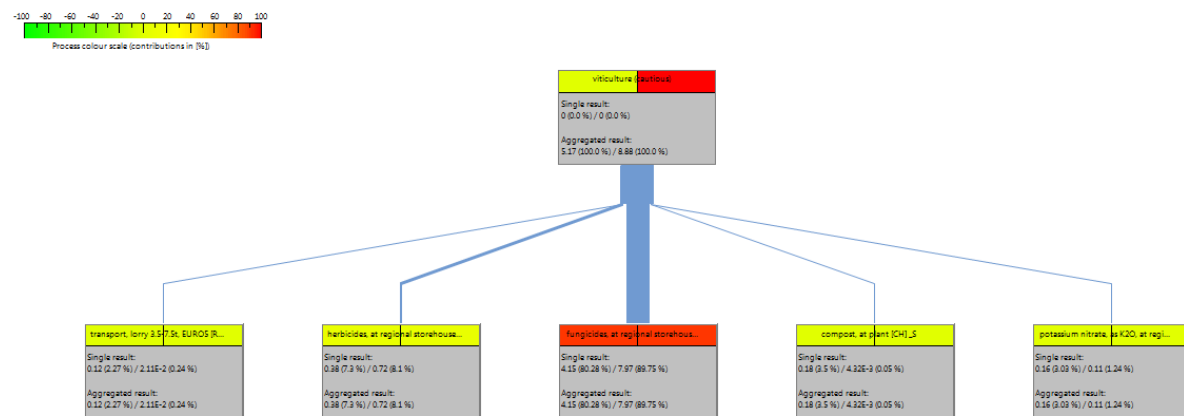 -100 -80 -60 -40 -20 0 20 40 60 80 100
Process colour scale (contributions in [%])
viticulture (cautious)
Single result:
0 (0.0 %) / 0 (0.0 %)
Aggregated result:
5.17 (100.0 %) / 8.88 (100.0 %)
transport, lorry 3.5-7.5t, EURO5 [R...
Single result:
0.12 (2.27 %) / 2.11E-2 (0.24 %)
Aggregated result:
0.12 (2.27 %) / 2.11E-2 (0.24 %)
herbicides, at regional storehouse...
Single result:
0.38 (7.3 %) / 0.72 (8.1 %)
Aggregated result:
0.38 (7.3 %) / 0.72 (8.1 %)
fungicides, at regional storehous...
Single result:
4.15 (80.28 %) / 7.97 (89.75 %)
Aggregated result:
4.15 (80.28 %) / 7.97 (89.75 %)
compost, at plant [CH] _S
Single result:
0.18 (3.5 %) / 4.32E-3 (0.05 %)
Aggregated result:
0.18 (3.5 %) / 4.32E-3 (0.05 %)
potassium nitrate, as K2O, at regi...
Single result:
0.16 (3.03 %) / 0.11 (1.24 %)
Aggregated result:
0.16 (3.03 %) / 0.11 (1.24 %)